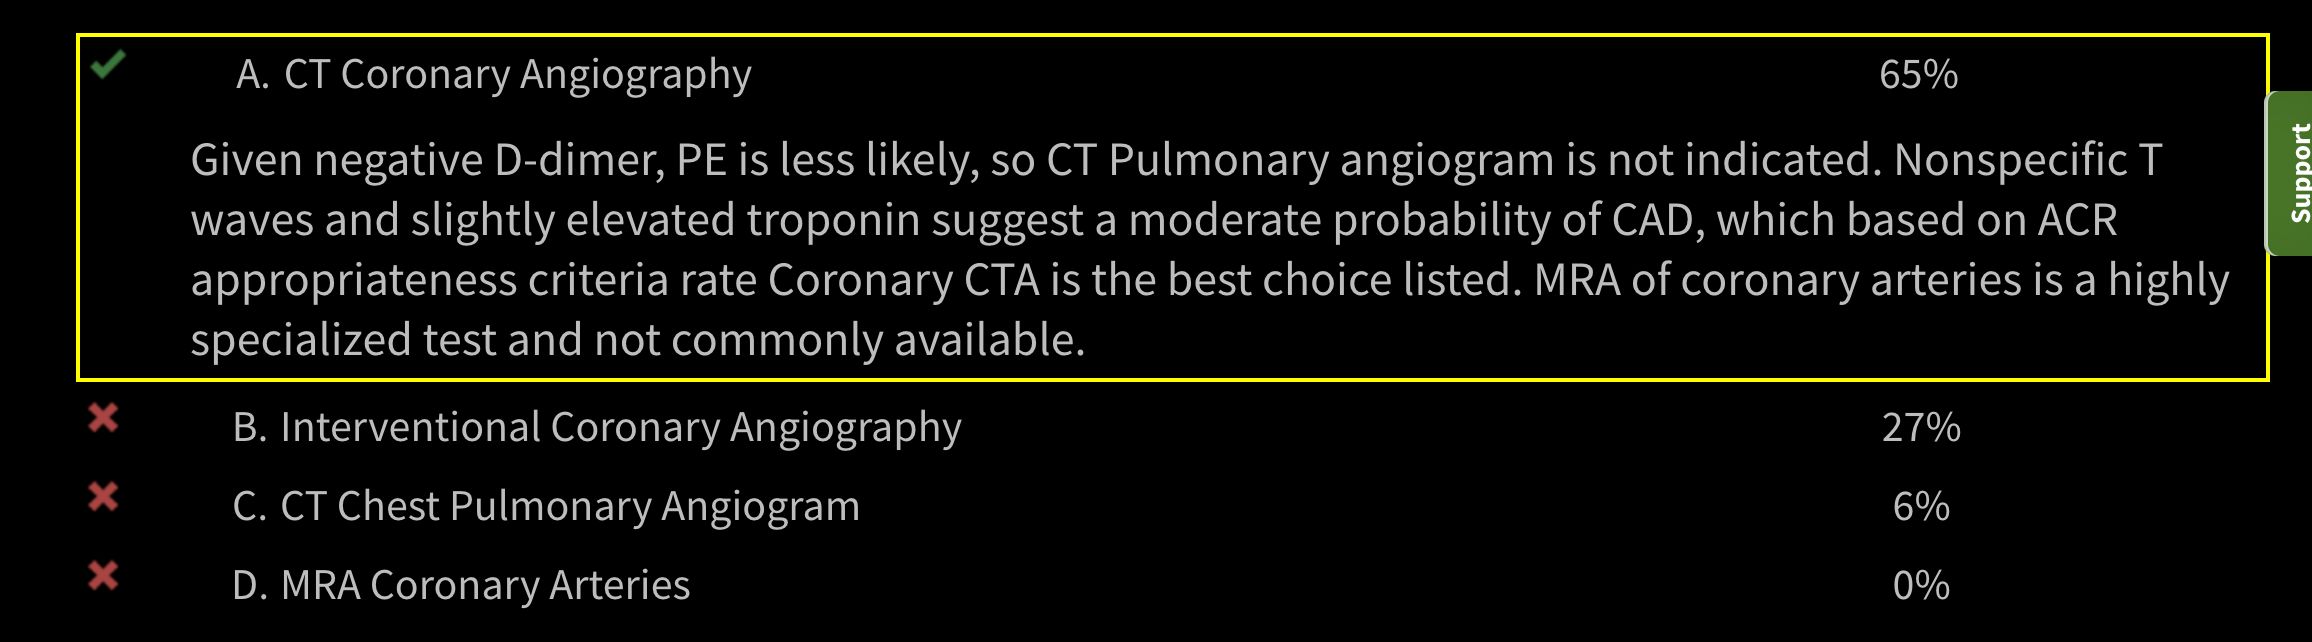 A. CT Coronary Angiography 65%
Given negative D-dimer, PE is less likely, so CT Pulmonary angiogram is not indicated. Nonspecific T
waves and slightly elevated troponin suggest a moderate probability of CAD, which based on ACR
appropriateness criteria rate Coronary CTA is the best choice listed. MRA of coronary arteries is a highly
specialized test and not commonly available.
B. Interventional Coronary Angiography 27%
C. CT Chest Pulmonary Angiogram 6%
D. MRA Coronary Arteries 0%
Support